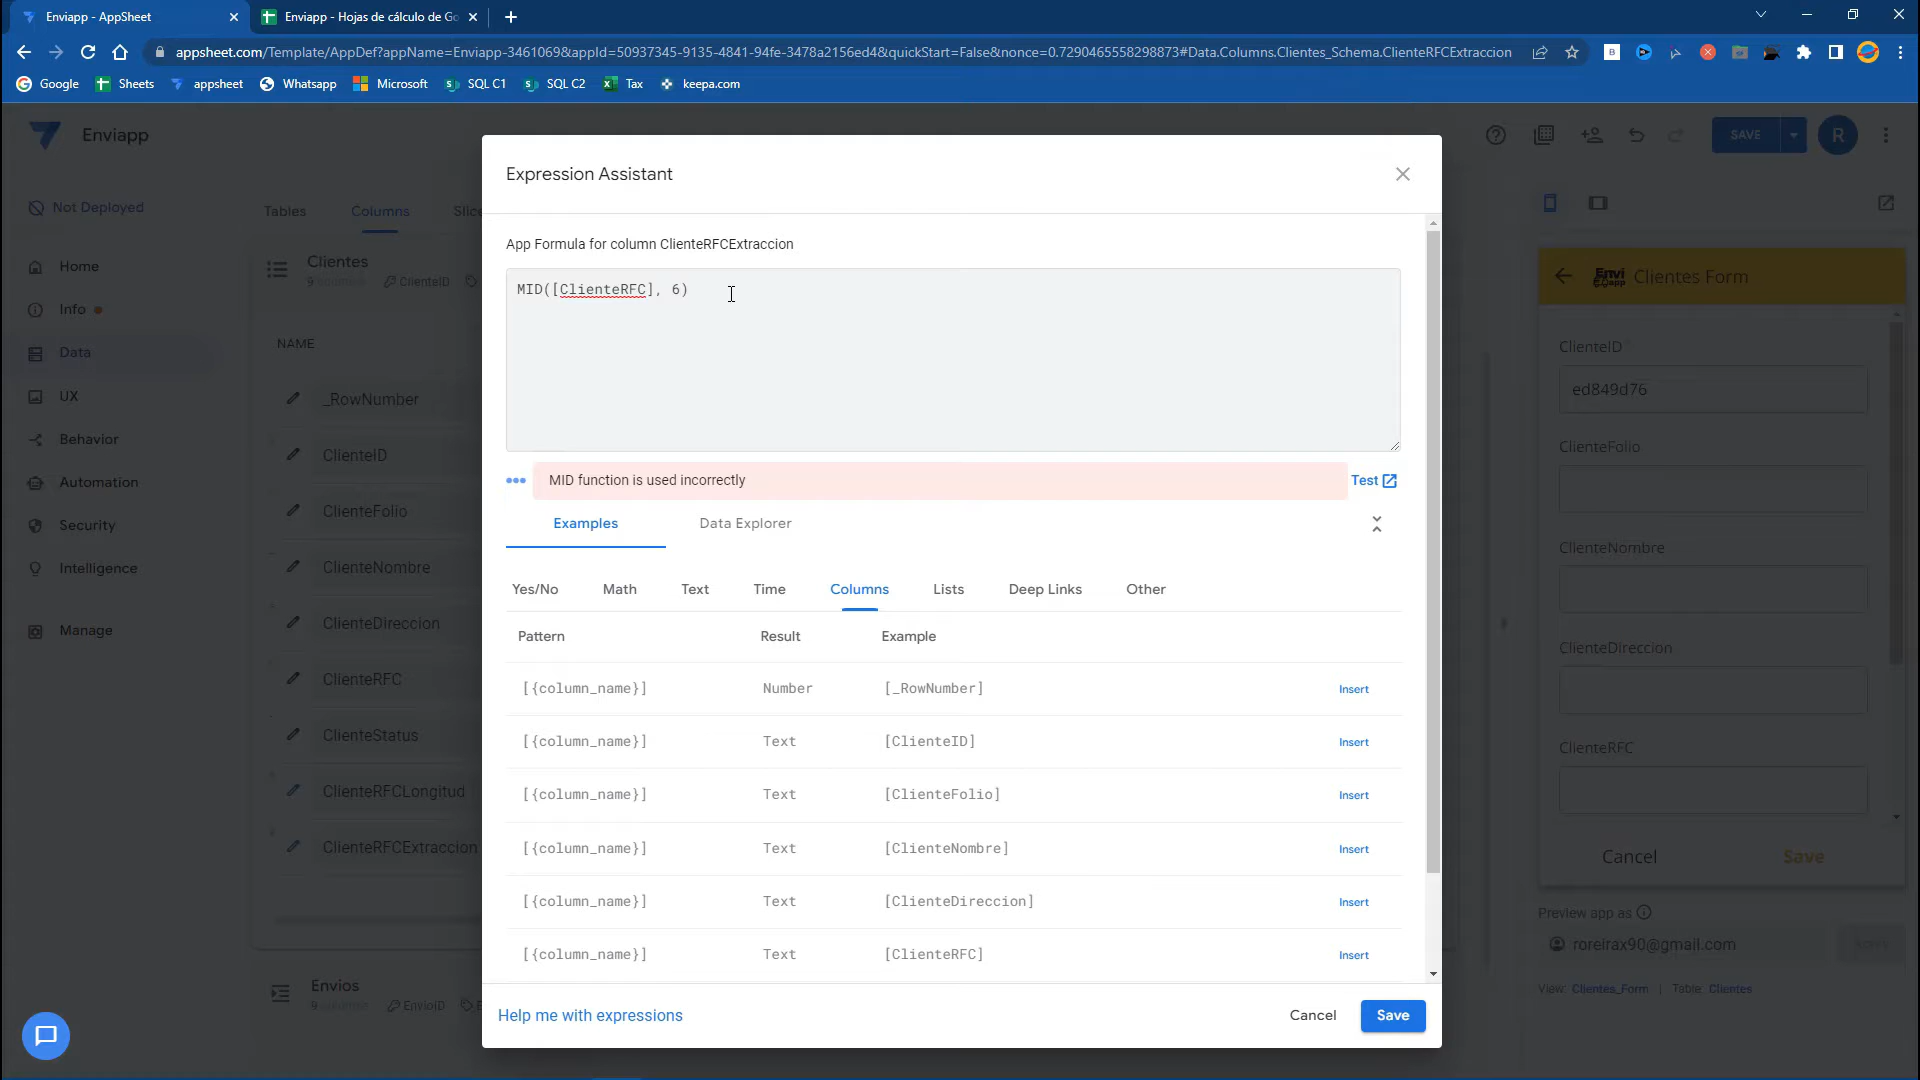 Enviapp - AppSheet
Enviapp - Hojas de cálculo de Go
appsheet.com/Template/AppDef?appName=Enviapp-3461069&appId=50937345-9135-4841-94fe-3478a2156ed4&quickStart=False&nonce=0.7290465558298873#Data.Columns.Clientes_Schema.ClienteRFCExtraccion
Google
Sheets
appsheet
Whatsapp
Microsoft
SQL C1
SQL C2
Tax
keepa.com
Enviapp
SAVE
R
Not Deployed
Home
Info
Data
UX
Behavior
Automation
Security
Intelligence
Manage
Tables
Columns
Clientes
ClienteID
NAME
_RowNumber
ClienteID
ClienteFolio
ClienteNombre
ClienteDireccion
ClienteRFC
ClienteStatus
ClienteRFCLongitud
ClienteRFCExtraccion
Envios
EnvioID
Expression Assistant
App Formula for column ClienteRFCExtraccion
MID([ClienteRFC], 6)
MID function is used incorrectly
Test
Examples
Data Explorer
Yes/No
Math
Text
Time
Columns
Lists
Deep Links
Other
Pattern Result Example
[{column_name}] Number [_RowNumber] Insert
[{column_name}] Text [ClienteID] Insert
[{column_name}] Text [ClienteFolio] Insert
[{column_name}] Text [ClienteNombre] Insert
[{column_name}] Text [ClienteDireccion] Insert
[{column_name}] Text [ClienteRFC] Insert
Help me with expressions
Cancel
Save
Envi app
Clientes Form
ClienteID
ed849d76
ClienteFolio
ClienteNombre
ClienteDireccion
ClienteRFC
Cancel
Save
Preview app as
roreirax90@gmail.com
View: Clientes_Form | Table: Clientes